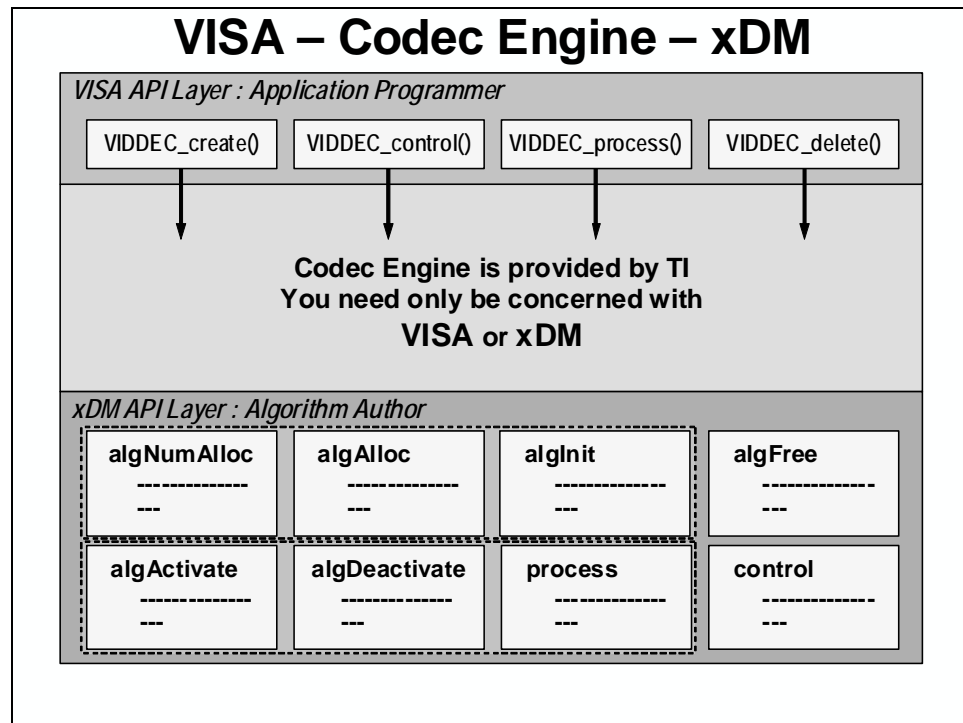 VISA – Codec Engine – xDM
VISA API Layer : Application Programmer
VIDDEC_create() VIDDEC_control() VIDDEC_process() VIDDEC_delete()
Codec Engine is provided by TI
You need only be concerned with
VISA or xDM
xDM API Layer : Algorithm Author
algNumAlloc algAlloc algInit algFree
-------------- -------------- -------------- --------------
--- --- --- ---
algActivate algDeactivate process control
-------------- -------------- -------------- --------------
--- --- --- ---